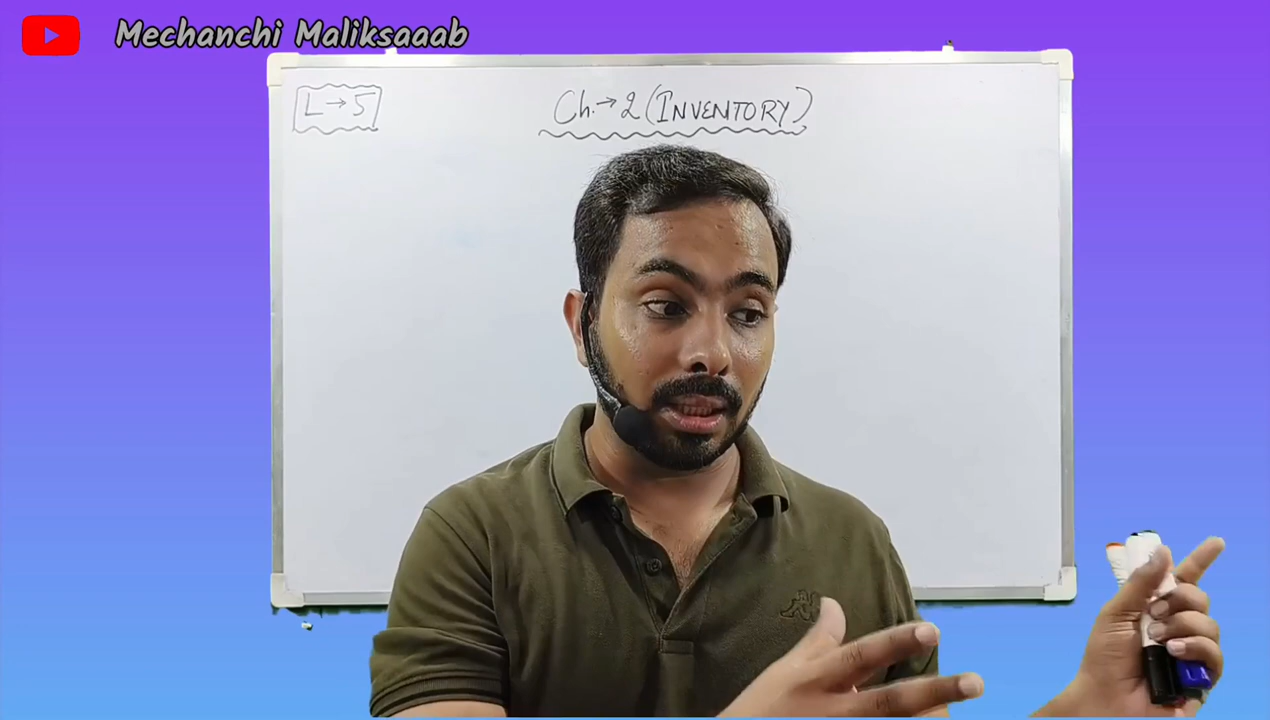 Mechanchi Maliksaaab
L → 5
Ch. → 2 (INVENTORY)